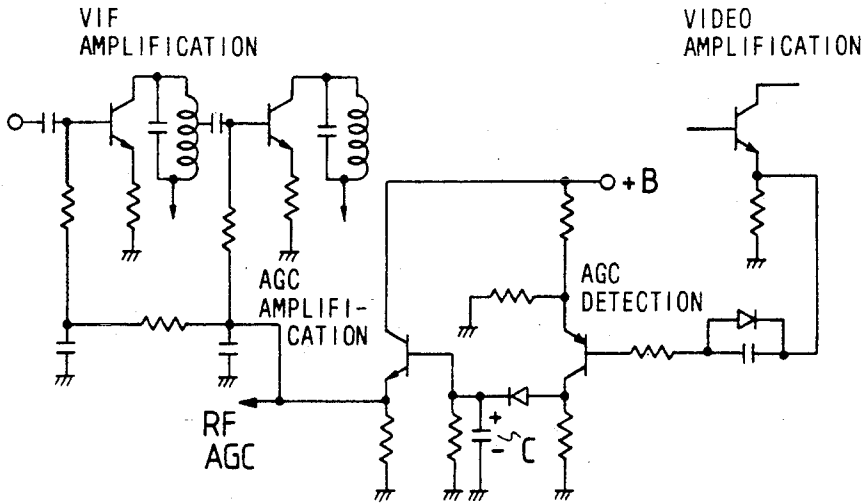 VIF
AMPLIFICATION
VIDEO
AMPLIFICATION
+B
AGC
AMPLIFI-
CATION
AGC
DETECTION
RF
AGC
+
-
C